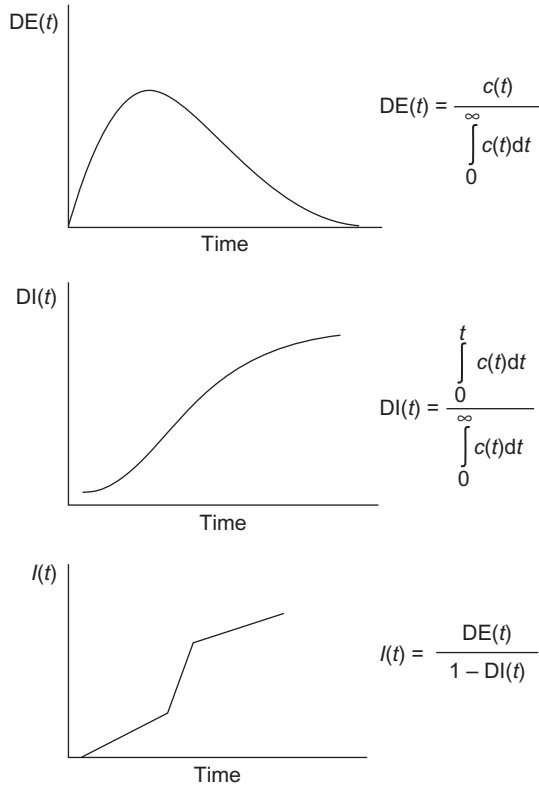 DE(t)
Time
DE(t) = c(t) / ∫₀^∞ c(t)dt
DI(t)
Time
DI(t) = ∫₀^t c(t)dt / ∫₀^∞ c(t)dt
I(t)
Time
I(t) = DE(t) / 1 – DI(t)